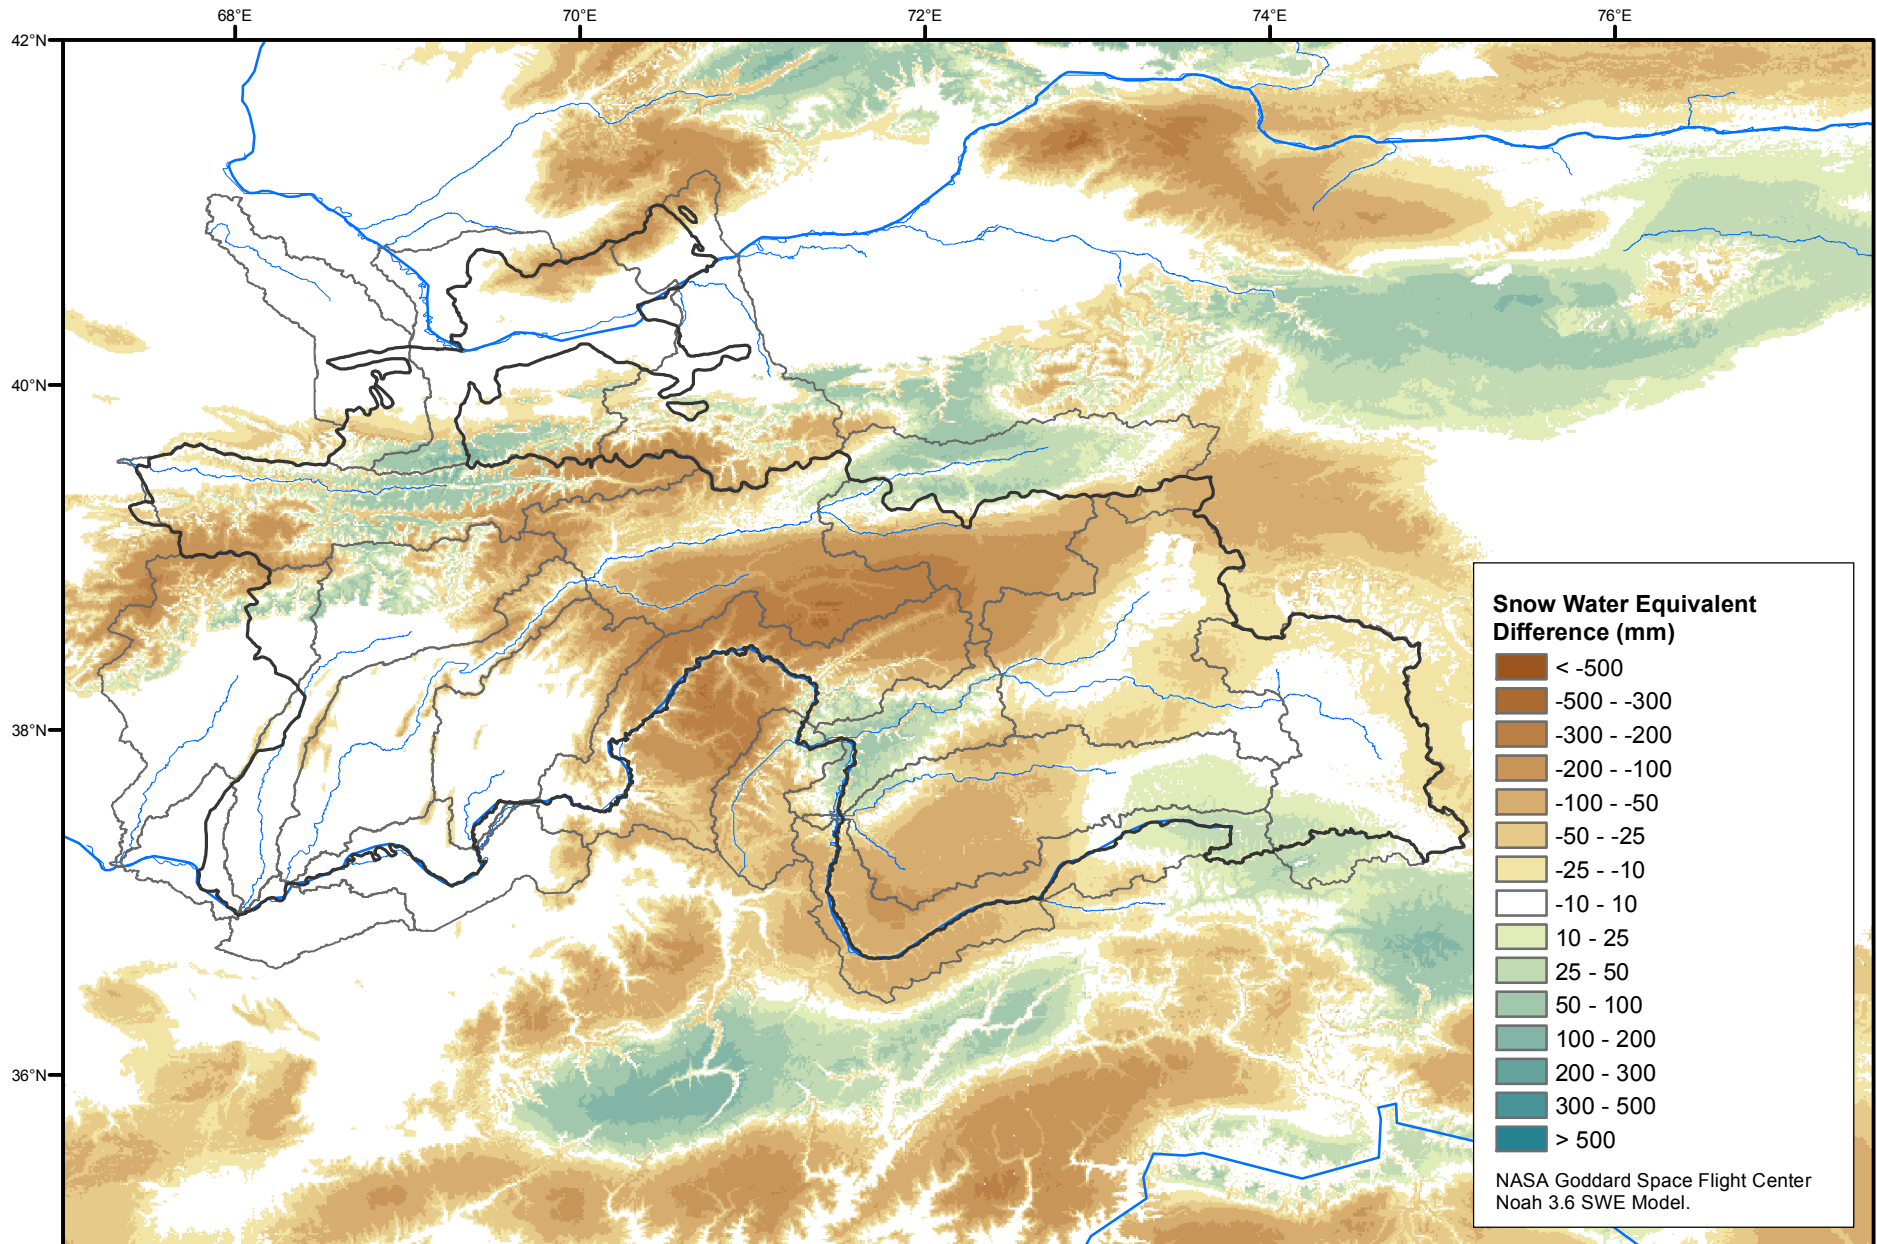 68°E
70°E
72°E
74°E
76°E
42°N
40°N
38°N
36°N
Snow Water Equivalent
Difference (mm)
< -500
-500 - -300
-300 - -200
-200 - -100
-100 - -50
-50 - -25
-25 - -10
-10 - 10
10 - 25
25 - 50
50 - 100
100 - 200
200 - 300
300 - 500
> 500
NASA Goddard Space Flight Center
Noah 3.6 SWE Model.